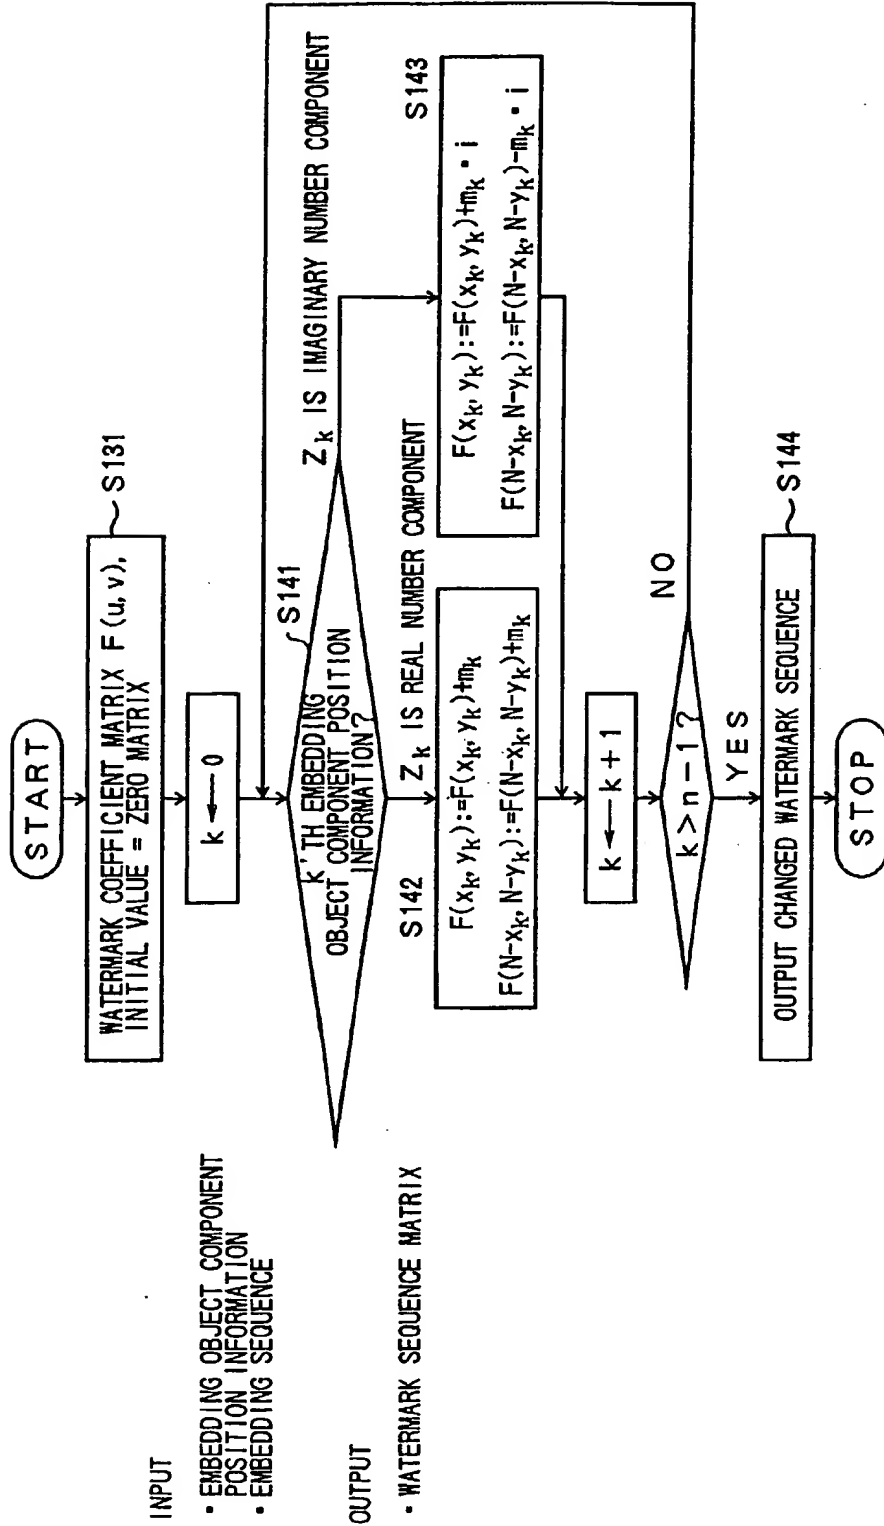 INPUT
• EMBEDDING OBJECT COMPONENT
POSITION INFORMATION
• EMBEDDING SEQUENCE
OUTPUT
• WATERMARK SEQUENCE MATRIX
START
WATERMARK COEFFICIENT MATRIX F(u,v),
INITIAL VALUE = ZERO MATRIX
S131
k ← 0
S141
k'TH EMBEDDING
OBJECT COMPONENT POSITION
INFORMATION?
Zk IS IMAGINARY NUMBER COMPONENT
Zk IS REAL NUMBER COMPONENT
S142
F(xk, yk):=F(xk, yk)+mk
F(N-xk, N-yk):=F(N-xk, N-yk)+mk
S143
F(xk, yk):=F(xk, yk)+mk • i
F(N-xk, N-yk):=F(N-xk, N-yk)-mk • i
k ← k+1
k > n-1 ?
NO
YES
OUTPUT CHANGED WATERMARK SEQUENCE
S144
STOP